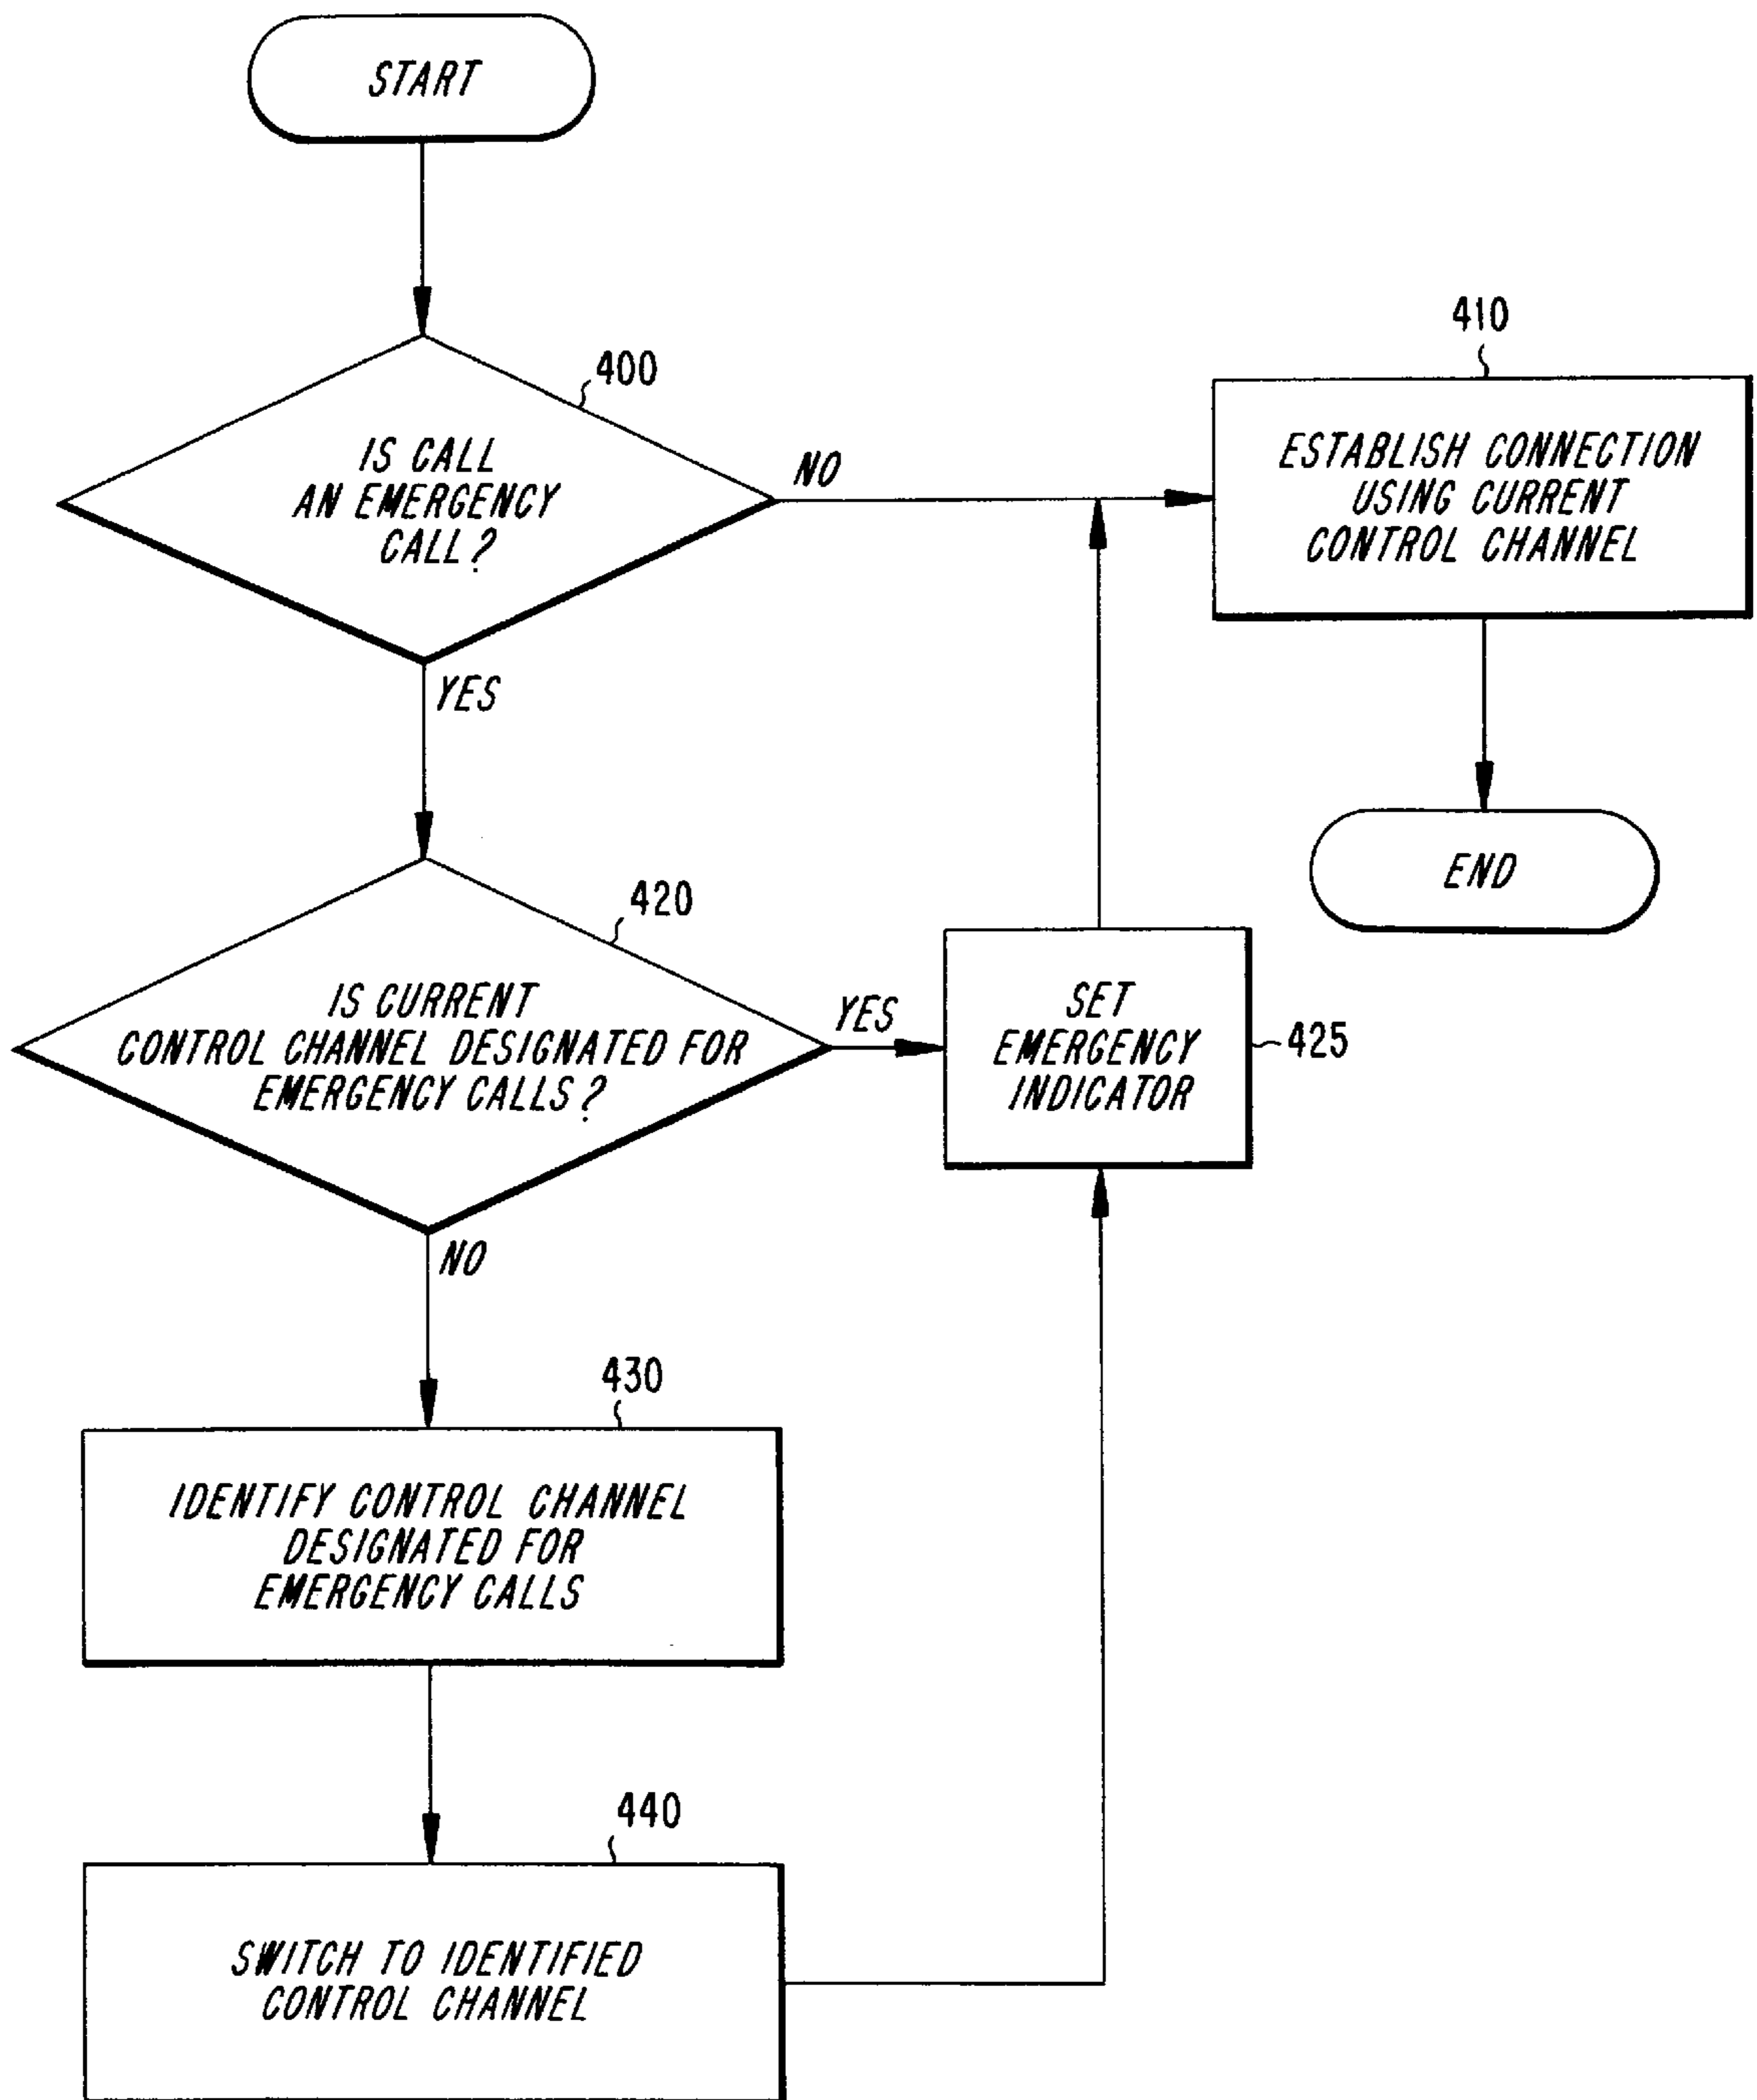 START
400
IS CALL
AN EMERGENCY
CALL?
NO
YES
410
ESTABLISH CONNECTION
USING CURRENT
CONTROL CHANNEL
END
420
IS CURRENT
CONTROL CHANNEL DESIGNATED FOR
EMERGENCY CALLS?
YES
NO
SET
EMERGENCY
INDICATOR
425
430
IDENTIFY CONTROL CHANNEL
DESIGNATED FOR
EMERGENCY CALLS
440
SWITCH TO IDENTIFIED
CONTROL CHANNEL